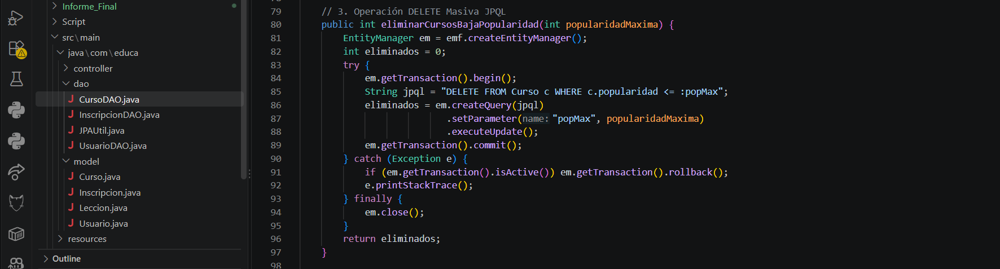 Informe_Final
Script
src\main
java\com\educa
controller
dao
CursoDAO.java
InscripcionDAO.java
JPAUtil.java
UsuarioDAO.java
model
Curso.java
Inscripcion.java
Leccion.java
Usuario.java
resources
Outline
79 // 3. Operación DELETE Masiva JPQL
80 public int eliminarCursosBajaPopularidad(int popularidadMaxima) {
81 EntityManager em = emf.createEntityManager();
82 int eliminados = 0;
83 try {
84 em.getTransaction().begin();
85 String jpql = "DELETE FROM Curso c WHERE c.popularidad <= :popMax";
86 eliminados = em.createQuery(jpql)
87 .setParameter(name: "popMax", popularidadMaxima)
88 .executeUpdate();
89 em.getTransaction().commit();
90 } catch (Exception e) {
91 if (em.getTransaction().isActive()) em.getTransaction().rollback();
92 e.printStackTrace();
93 } finally {
94 em.close();
95 }
96 return eliminados;
97 }
98